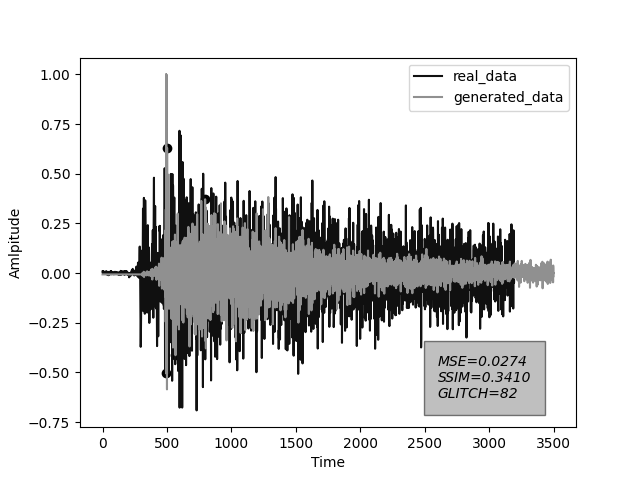 real_data
generated_data
1.00
0.75
0.50
0.25
0.00
−0.25
−0.50
−0.75
Amlpitude
MSE=0.0274
SSIM=0.3410
GLITCH=82
0 500 1000 1500 2000 2500 3000 3500
Time